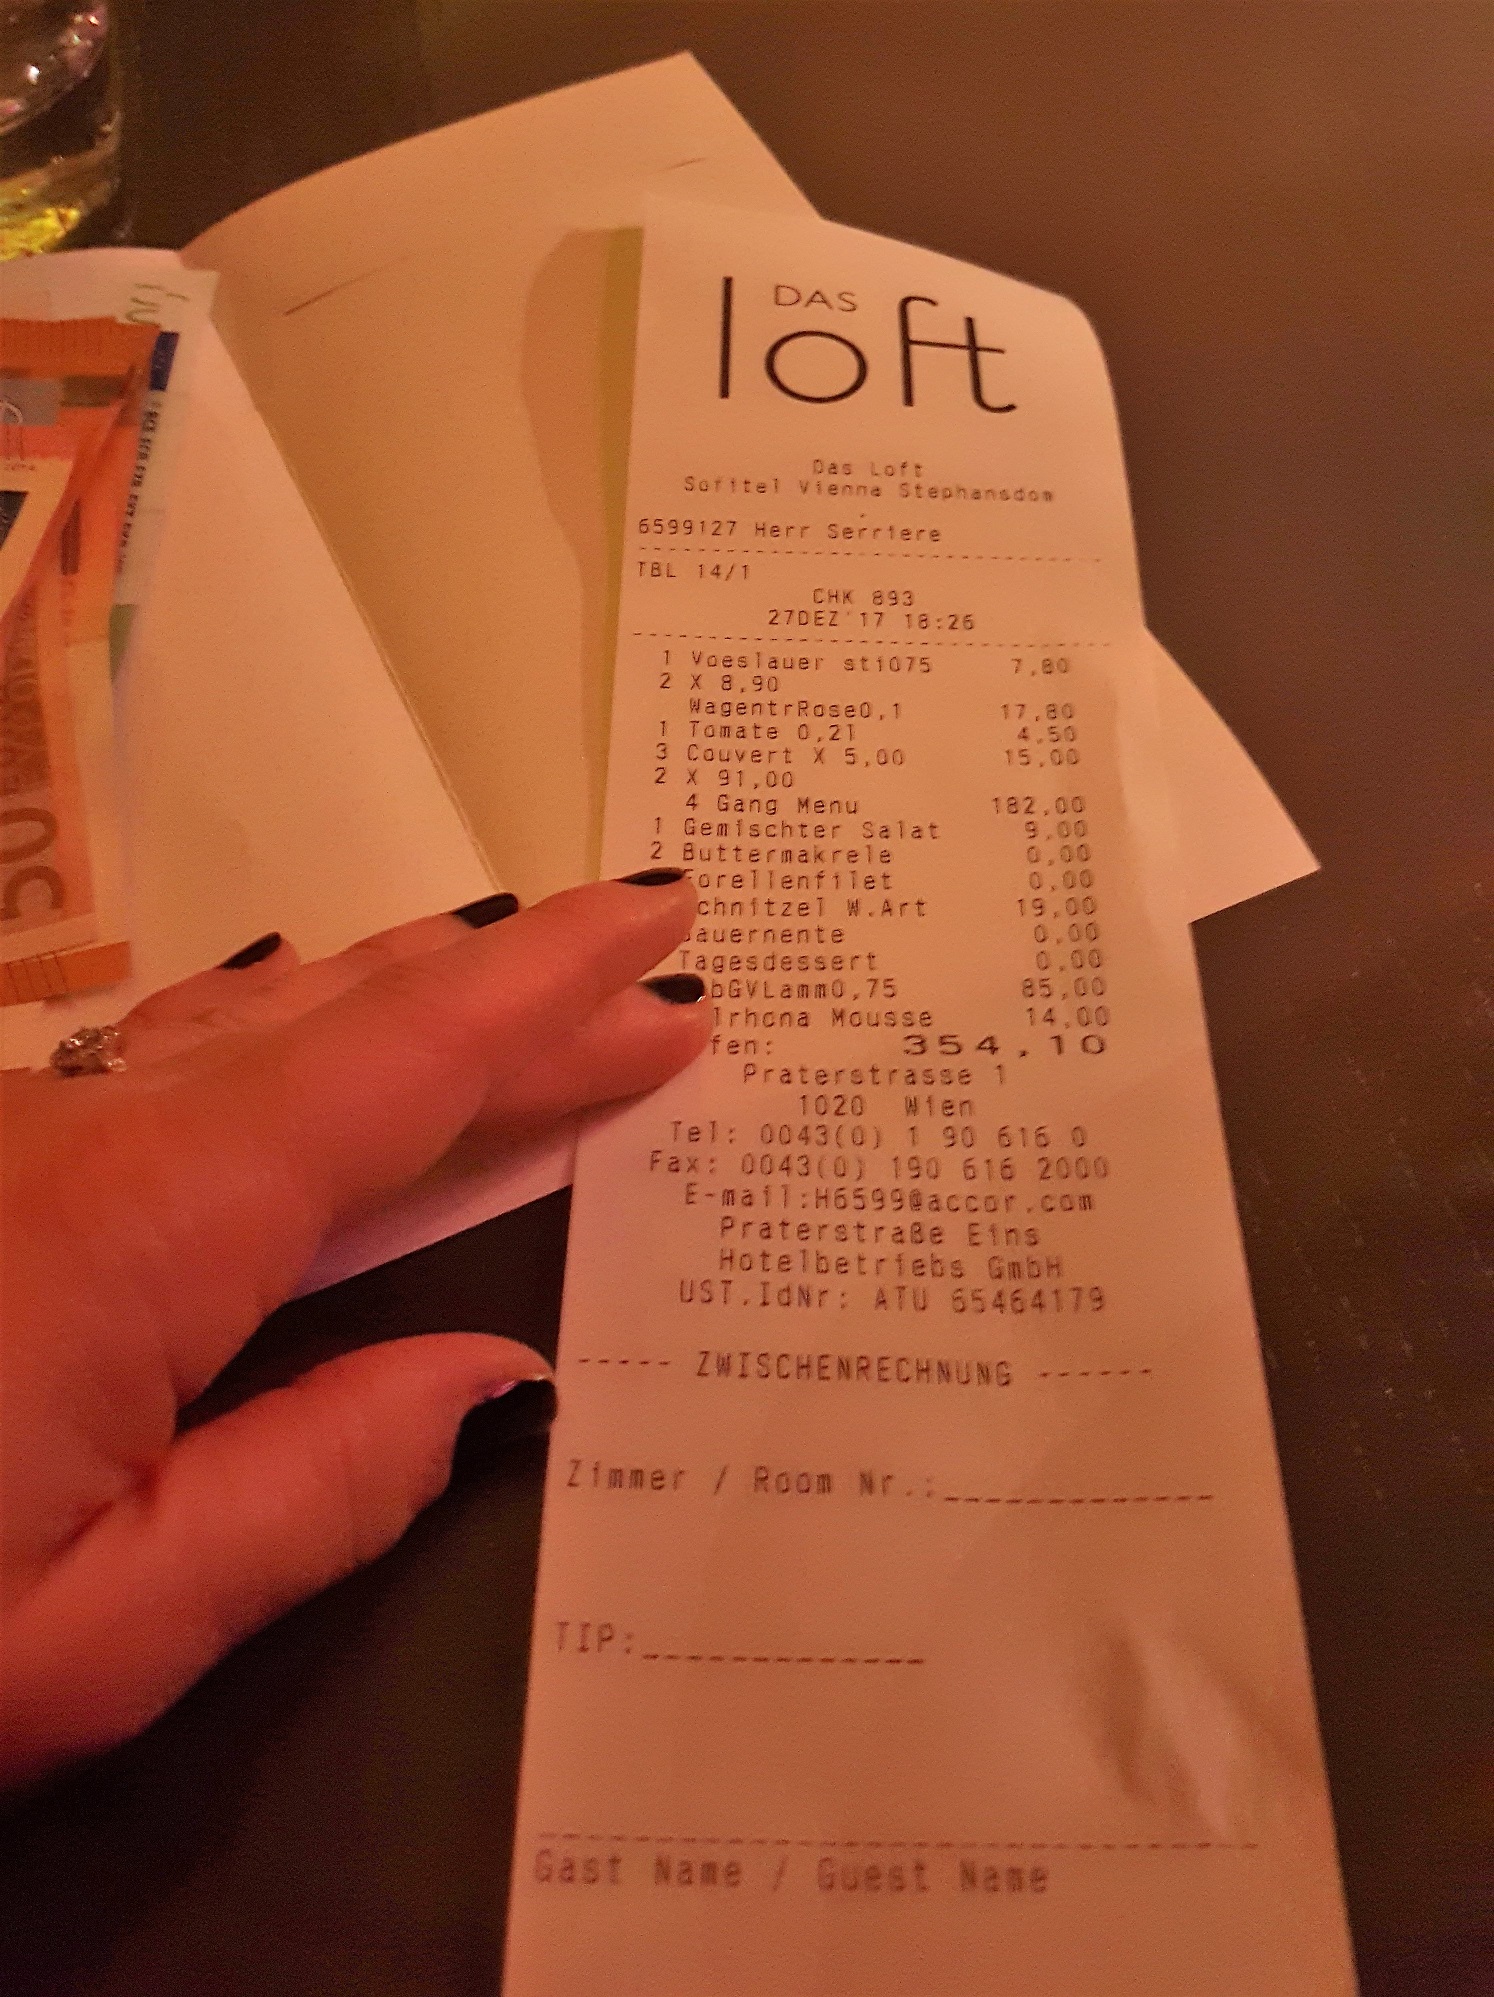 DAS
loft
Das Loft
Sofitel Vienna Stephansdom
6599127 Herr Serriere
TBL 14/1
CHK 893
27DEZ'17 18:26
1 Voeslauer sti075 7,80
2 X 8,90
WagentrRose0,1 17,80
1 Tomate 0,2l 4,50
3 Couvert X 5,00 15,00
2 X 91,00
4 Gang Menu 182,00
1 Gemischter Salat 9,00
2 Buttermakrele 0,00
Forellenfilet 0,00
chnitzel W.Art 19,00
auernente 0,00
Tagesdessert 0,00
bGVLamm0,75 85,00
lrhona Mousse 14,00
fen: 354,10
Praterstrasse 1
1020 Wien
Tel: 0043(0) 1 90 616 0
Fax: 0043(0) 190 616 2000
E-mail:H6599@accor.com
Praterstraße Eins
Hotelbetriebs GmbH
UST.IdNr: ATU 65464179
----- ZWISCHENRECHNUNG ------
Zimmer / Room Nr.:_____________
TIP:_____________
Gast Name / Guest Name
50